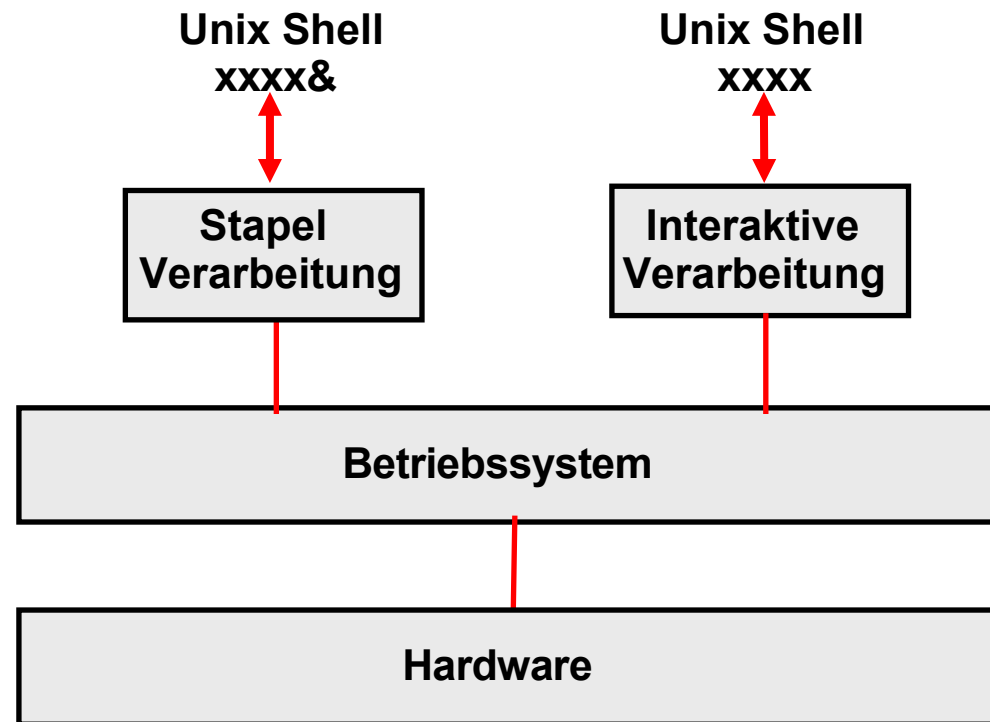 Unix Shell
xxxx&
Unix Shell
xxxx
Stapel
Verarbeitung
Interaktive
Verarbeitung
Betriebssystem
Hardware